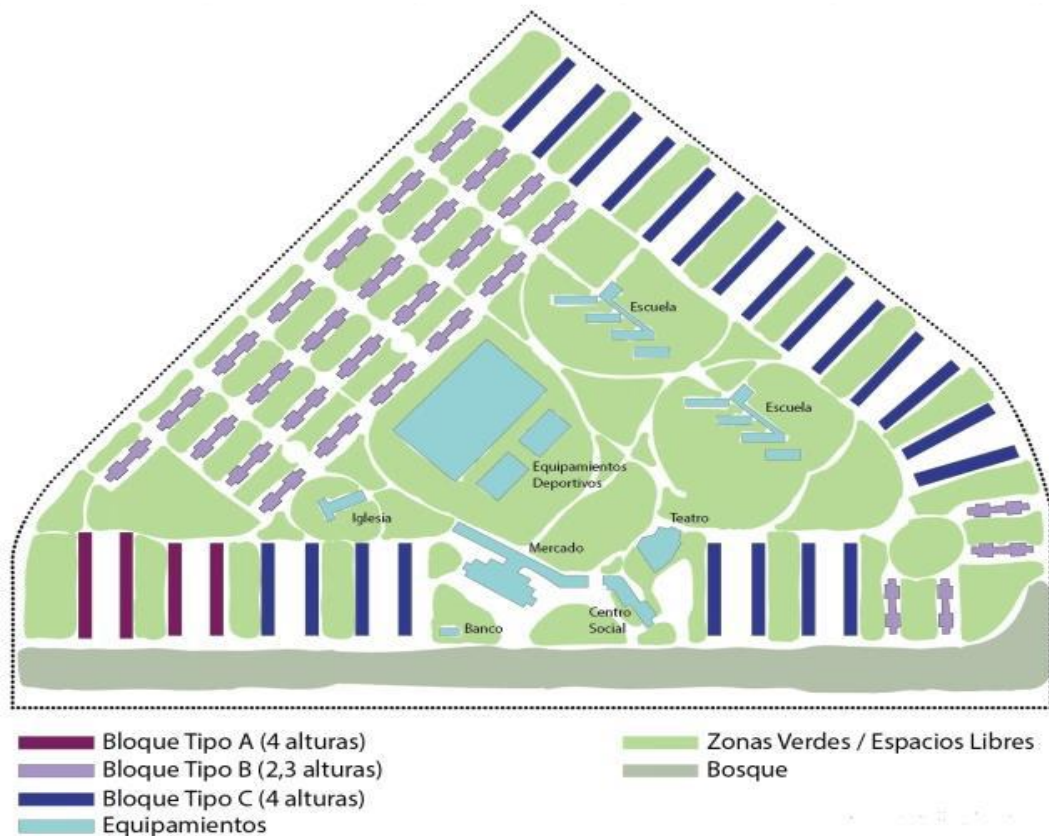 Escuela
Escuela
Equipamientos
Deportivos
Iglesia
Teatro
Mercado
Centro
Social
Banco
Bloque Tipo A (4 alturas)
Bloque Tipo B (2,3 alturas)
Bloque Tipo C (4 alturas)
Equipamientos
Zonas Verdes / Espacios Libres
Bosque